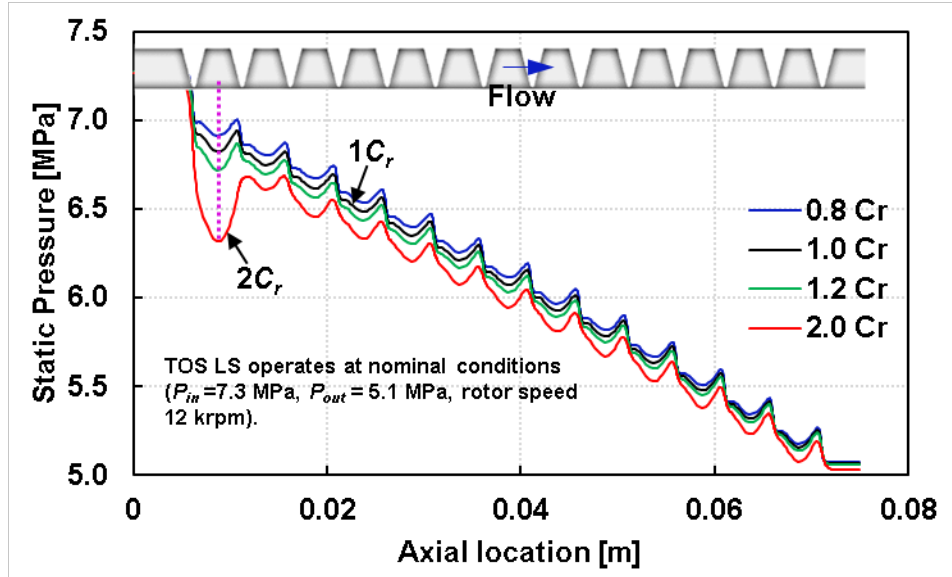 7.5
7.0
6.5
6.0
5.5
5.0
Static Pressure [MPa]
Flow
1Cr
2Cr
0.8 Cr
1.0 Cr
1.2 Cr
2.0 Cr
TOS LS operates at nominal conditions
(Pin =7.3 MPa, Pout = 5.1 MPa, rotor speed
12 krpm).
0
0.02
0.04
0.06
0.08
Axial location [m]